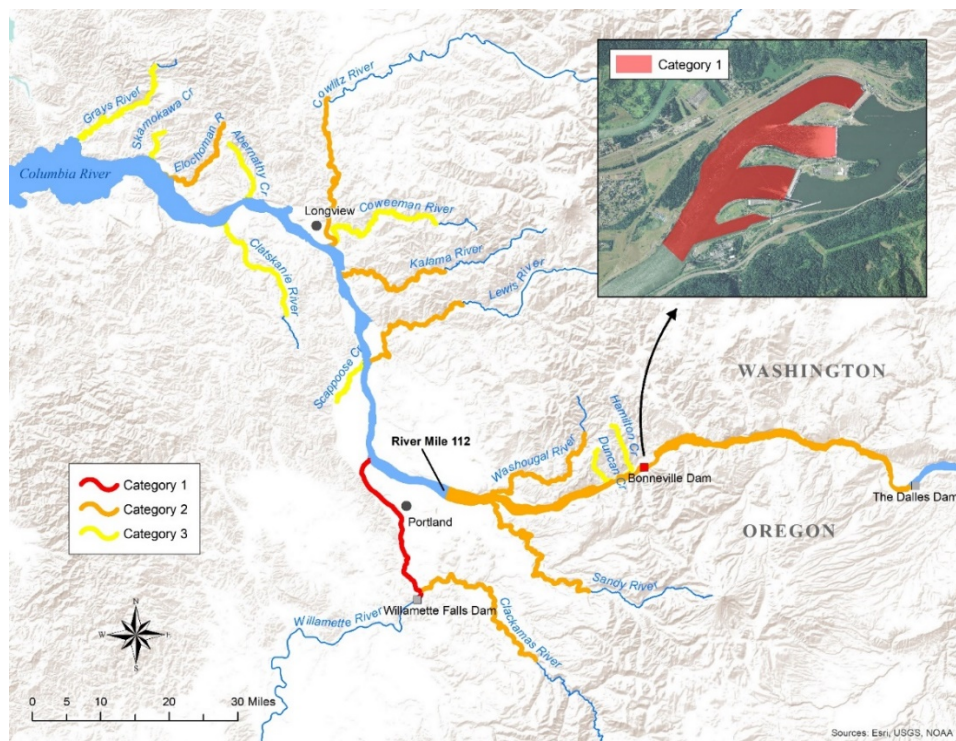 Category 1
Cowlitz River
Grays River
Skamokawa Cr
Elochoman R
Abernathy Cr
Columbia River
Longview
Coweeman River
Kalama River
Clatskanie River
Lewis River
Scappoose Cr
WASHINGTON
River Mile 112
Washougal River
Hamilton Cr
Duncan Cr
Bonneville Dam
The Dalles Dam
Category 1
Category 2
Category 3
Portland
OREGON
Sandy River
Willamette Falls Dam
Willamette River
Clackamas River
N
W
E
S
0 5 10 20 30 Miles
Sources: Esri, USGS, NOAA